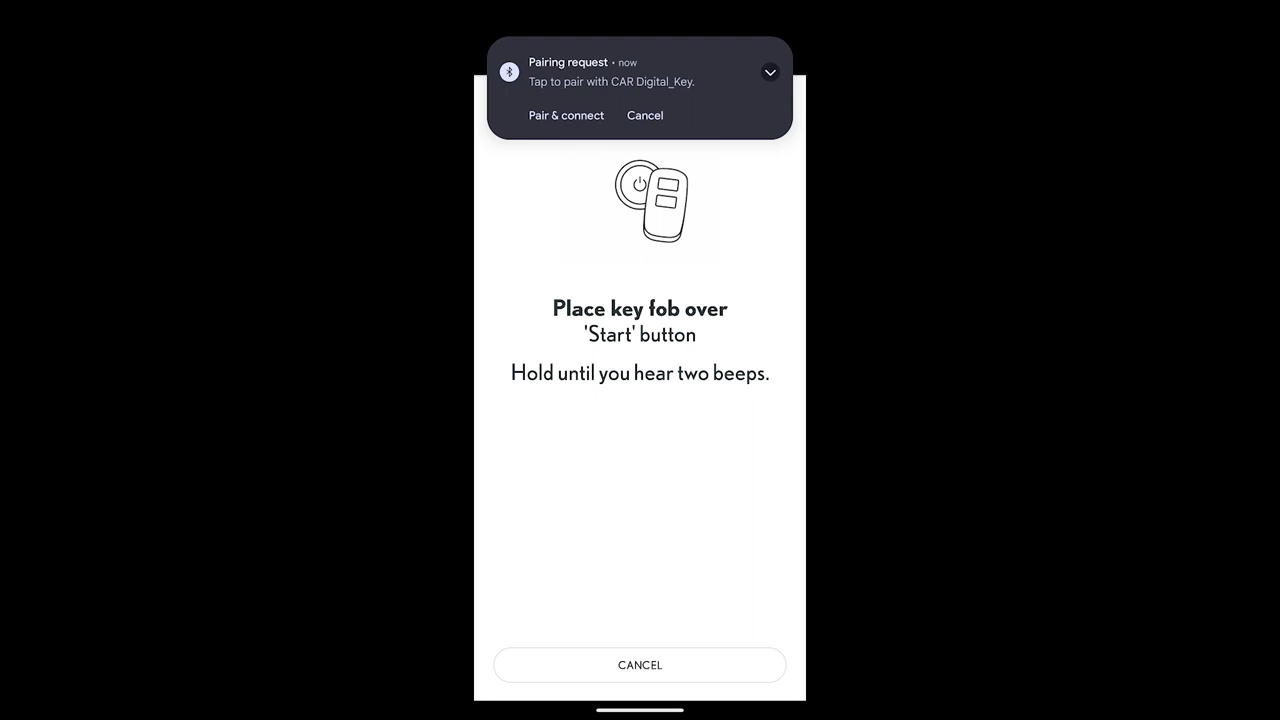 Pairing request • now
Tap to pair with CAR Digital_Key.
Pair & connect Cancel
Place key fob over
'Start' button
Hold until you hear two beeps.
CANCEL